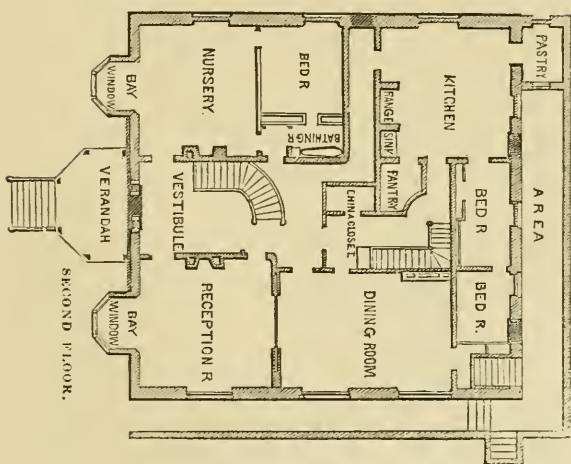 PASTRY
AREA
KITCHEN
BED R
BED R.
RANGE
SINK
PANTRY
CHINA CLOSET
DINING ROOM
BATHING R
BED R
NURSERY.
VESTIBULE
RECEPTION R
BAY
WINDOW
VERANDAH
BAY
WINDOW
SECOND FLOOR.